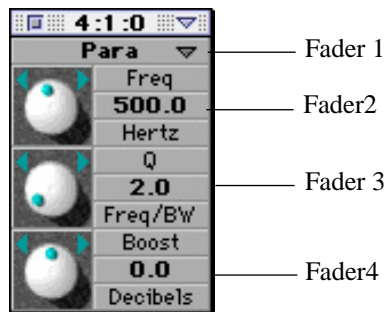 4:1:0
Para
Fader 1
Freq
500.0
Fader2
Hertz
Q
2.0
Fader 3
Freq/BW
Boost
0.0
Fader4
Decibels